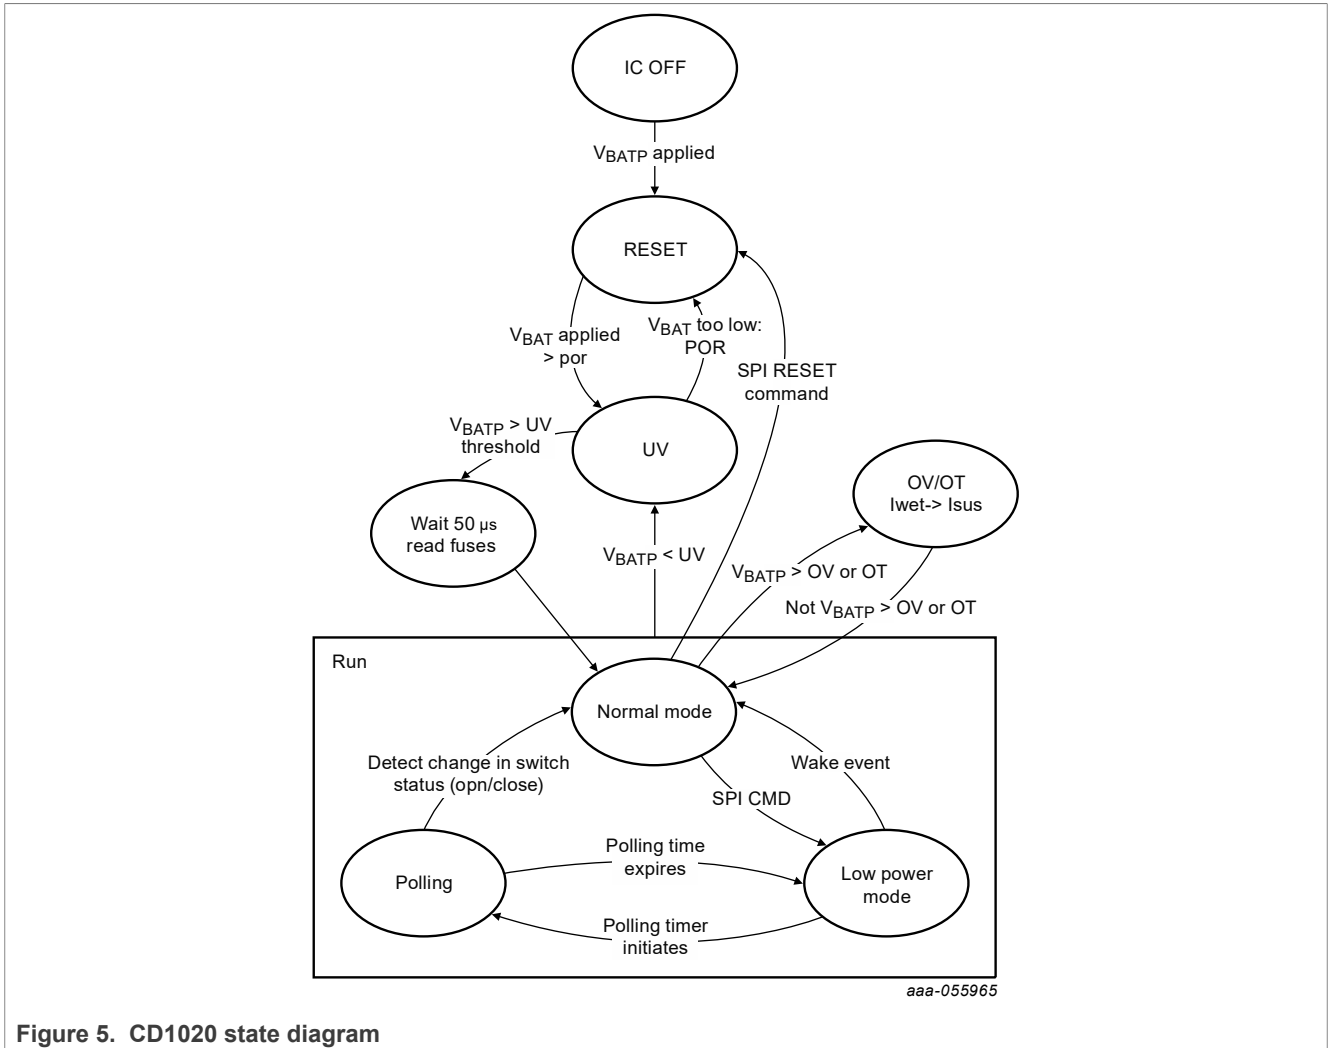 IC OFF
VBATP applied
RESET
VBAT applied
> por
VBAT too low:
POR
SPI RESET
command
VBATP > UV
threshold
UV
OV/OT
Iwet-> Isus
Wait 50 µs
read fuses
VBATP < UV
VBATP > OV or OT
Not VBATP > OV or OT
Run
Normal mode
Detect change in switch
status (opn/close)
Wake event
SPI CMD
Polling time
expires
Polling
Low power
mode
Polling timer
initiates
aaa-055965
Figure 5. CD1020 state diagram